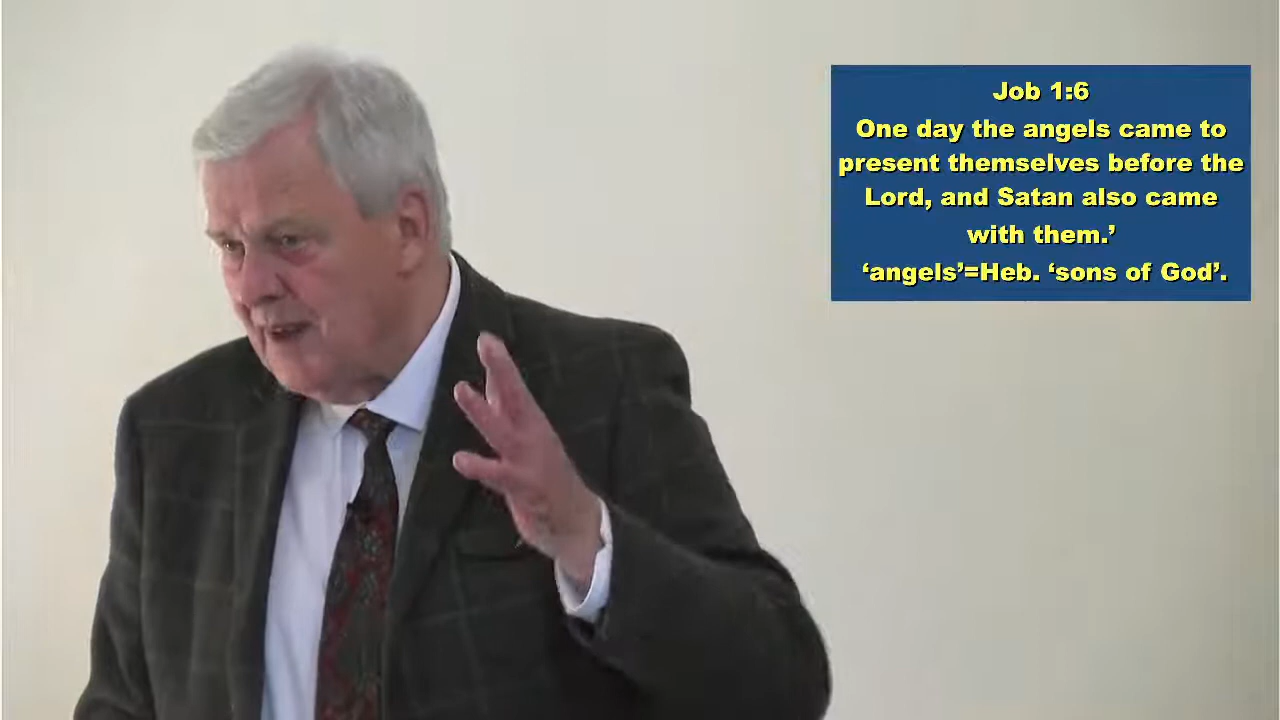 Job 1:6
One day the angels came to
present themselves before the
Lord, and Satan also came
with them.’
‘angels’=Heb. ‘sons of God’.